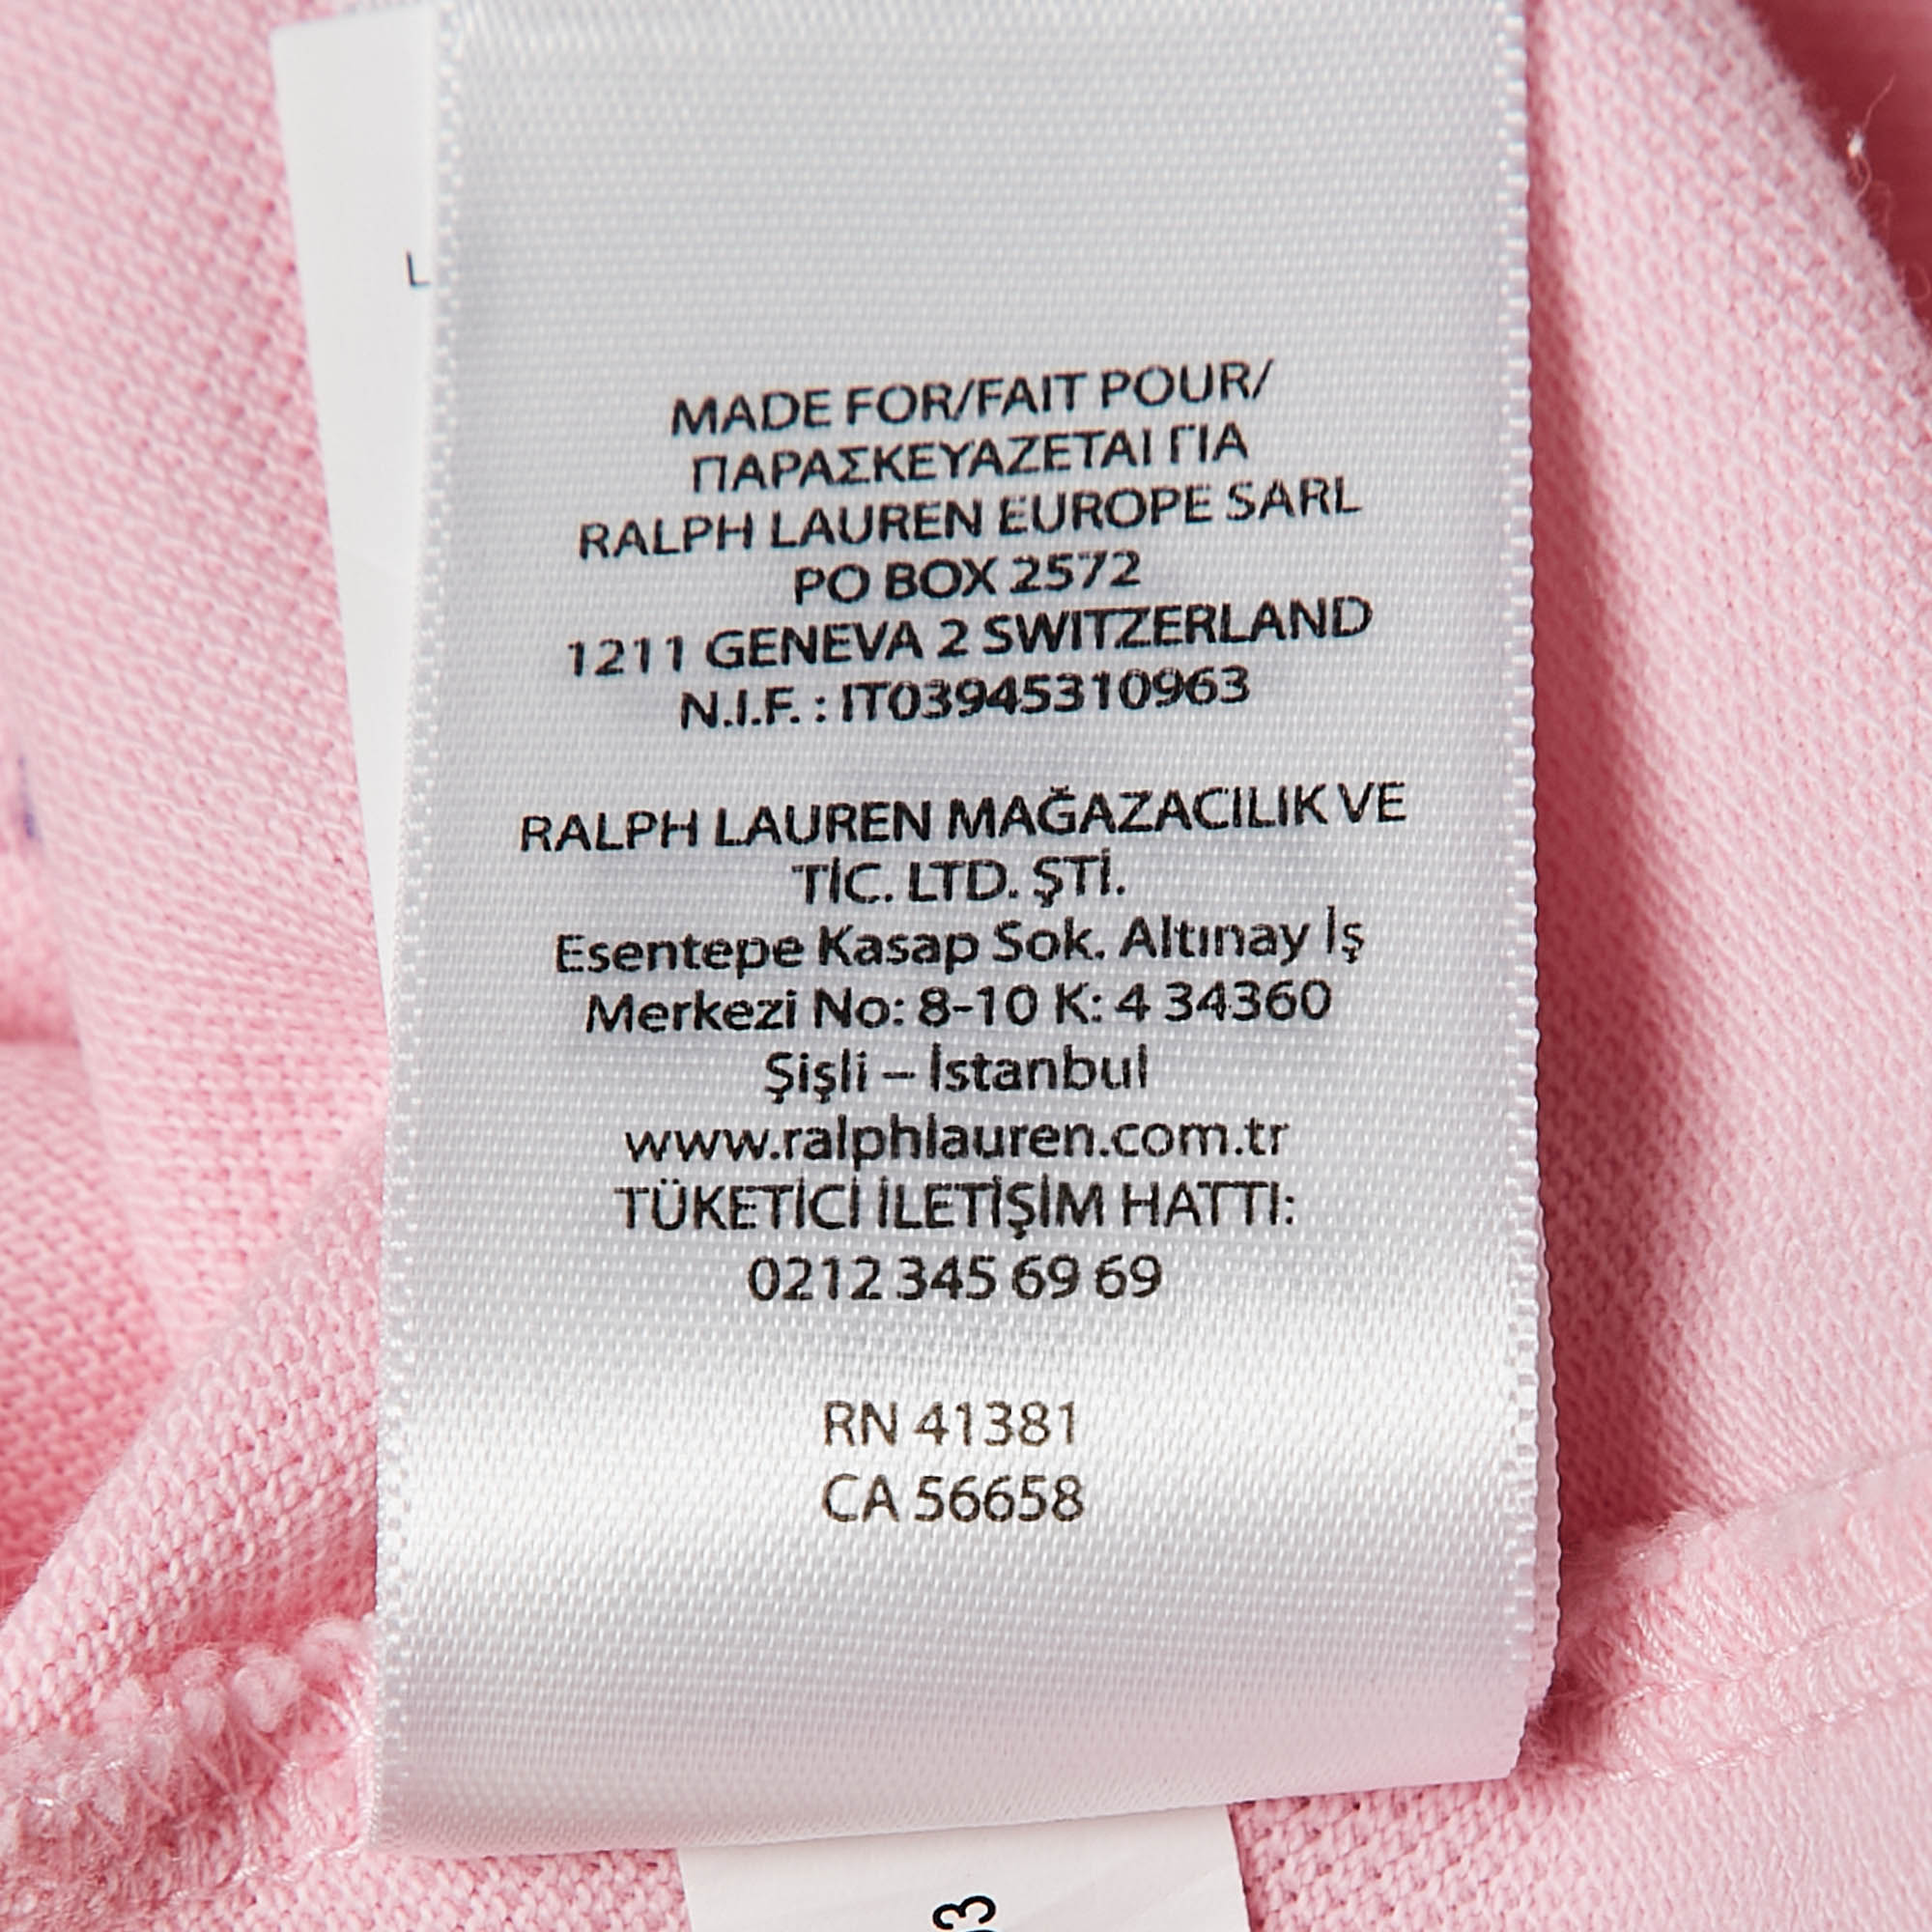 L
MADE FOR/FAIT POUR/
ΠΑΡΑΣΚΕΥΑΖΕΤΑΙ ΓΙΑ
RALPH LAUREN EUROPE SARL
PO BOX 2572
1211 GENEVA 2 SWITZERLAND
N.I.F. : IT03945310963
RALPH LAUREN MAĞAZACILIK VE
TİC. LTD. ŞTİ.
Esentepe Kasap Sok. Altınay İş
Merkezi No: 8-10 K: 4 34360
Şişli – İstanbul
www.ralphlauren.com.tr
TÜKETİCİ İLETİŞİM HATTI:
0212 345 69 69
RN 41381
CA 56658